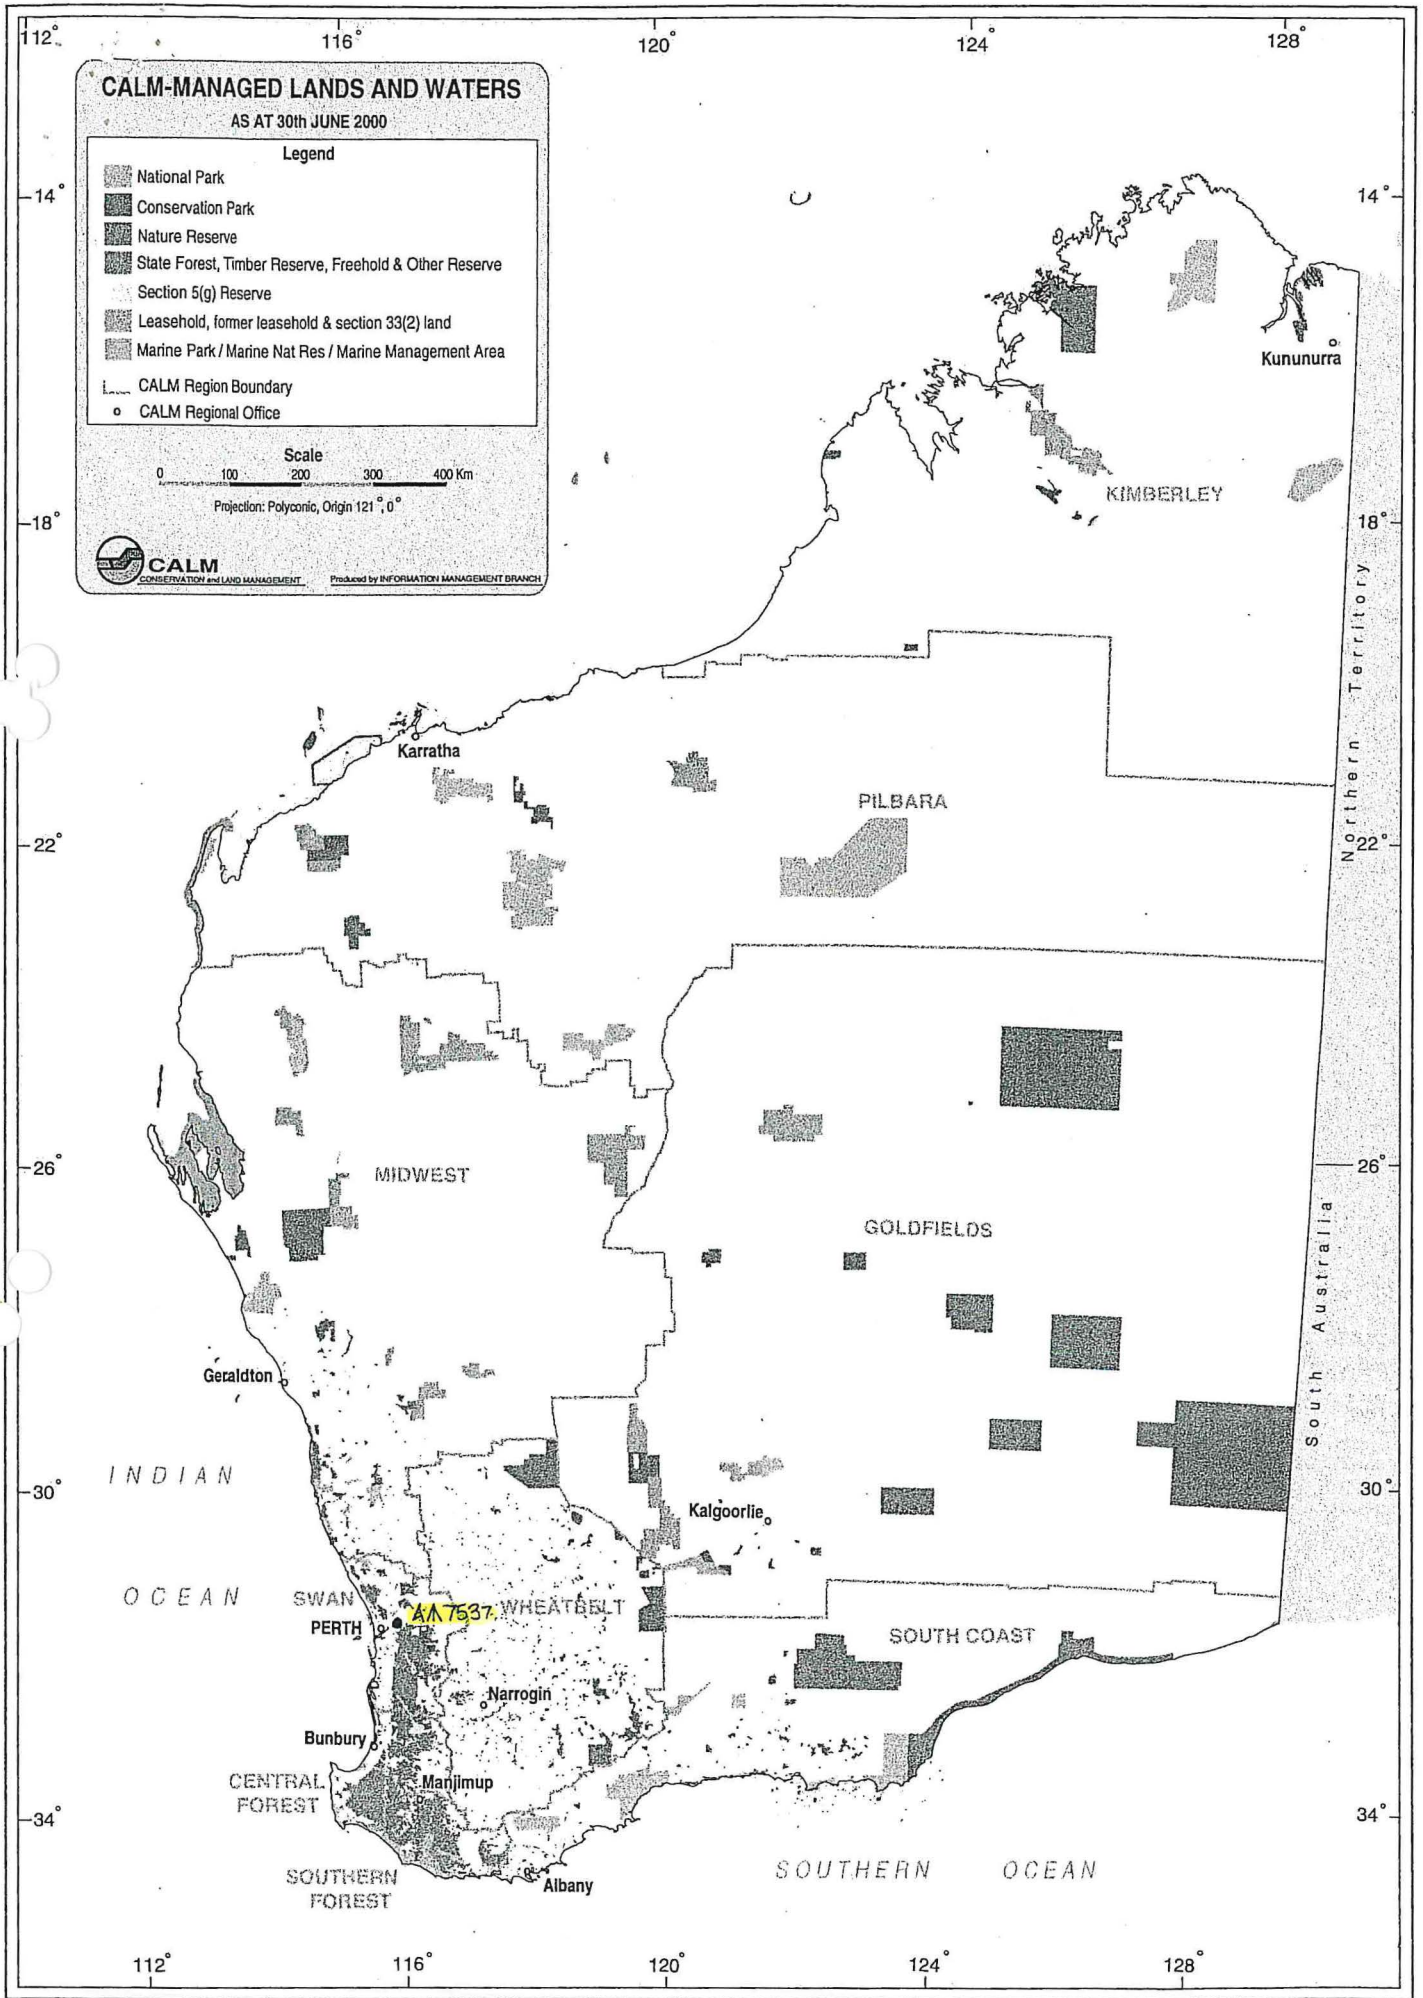 112° 116° 120° 124° 128°
CALM-MANAGED LANDS AND WATERS
AS AT 30th JUNE 2000
Legend
National Park
Conservation Park
Nature Reserve
State Forest, Timber Reserve, Freehold & Other Reserve
Section 5(g) Reserve
Leasehold, former leasehold & section 33(2) land
Marine Park / Marine Nat Res / Marine Management Area
CALM Region Boundary
CALM Regional Office
Scale
0 100 200 300 400 Km
Projection: Polyconic, Origin 121°, 0°
CALM
CONSERVATION and LAND MANAGEMENT Produced by INFORMATION MANAGEMENT BRANCH
14° 14°
Kununurra
KIMBERLEY
18° 18°
Northern Territory
Karratha
PILBARA
22° 22°
26° 26°
MIDWEST
GOLDFIELDS
South Australia
Geraldton
INDIAN
30° 30°
Kalgoorlie
OCEAN
SWAN
7537 WHEATBELT
PERTH
SOUTH COAST
Narrogin
Bunbury
CENTRAL
FOREST
Manjimup
34° 34°
SOUTHERN
FOREST
Albany
SOUTHERN OCEAN
112° 116° 120° 124° 128°